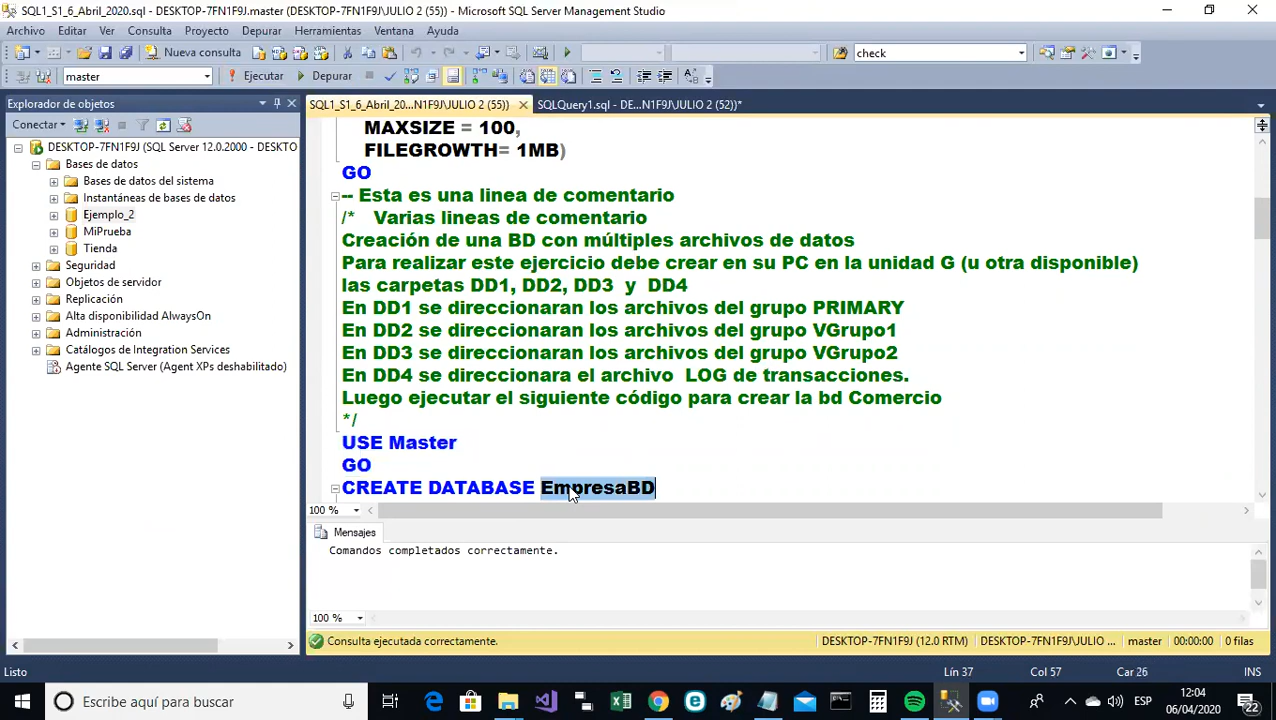 SQL1_S1_6_Abril_2020.sql - DESKTOP-7FN1F9J.master (DESKTOP-7FN1F9J\JULIO 2 (55)) - Microsoft SQL Server Management Studio
Archivo Editar Ver Consulta Proyecto Depurar Herramientas Ventana Ayuda
Nueva consulta check
master Ejecutar Depurar
Explorador de objetos
SQL1_S1_6_Abril_20...N1F9J\JULIO 2 (55)) SQLQuery1.sql - DE...N1F9J\JULIO 2 (52))*
Conectar
DESKTOP-7FN1F9J (SQL Server 12.0.2000 - DESKTO
Bases de datos
Bases de datos del sistema
Instantáneas de bases de datos
Ejemplo_2
MiPrueba
Tienda
Seguridad
Objetos de servidor
Replicación
Alta disponibilidad AlwaysOn
Administración
Catálogos de Integration Services
Agente SQL Server (Agent XPs deshabilitado)
MAXSIZE = 100,
FILEGROWTH= 1MB)
GO
-- Esta es una linea de comentario
/* Varias lineas de comentario
Creación de una BD con múltiples archivos de datos
Para realizar este ejercicio debe crear en su PC en la unidad G (u otra disponible)
las carpetas DD1, DD2, DD3 y DD4
En DD1 se direccionaran los archivos del grupo PRIMARY
En DD2 se direccionaran los archivos del grupo VGrupo1
En DD3 se direccionaran los archivos del grupo VGrupo2
En DD4 se direccionara el archivo LOG de transacciones.
Luego ejecutar el siguiente código para crear la bd Comercio
*/
USE Master
GO
CREATE DATABASE EmpresaBD
100 %
Mensajes
Comandos completados correctamente.
100 %
Consulta ejecutada correctamente. DESKTOP-7FN1F9J (12.0 RTM) DESKTOP-7FN1F9J\JULIO ... master 00:00:00 0 filas
Listo Lín 37 Col 57 Car 26 INS
Escribe aquí para buscar ESP 12:04
06/04/2020 22